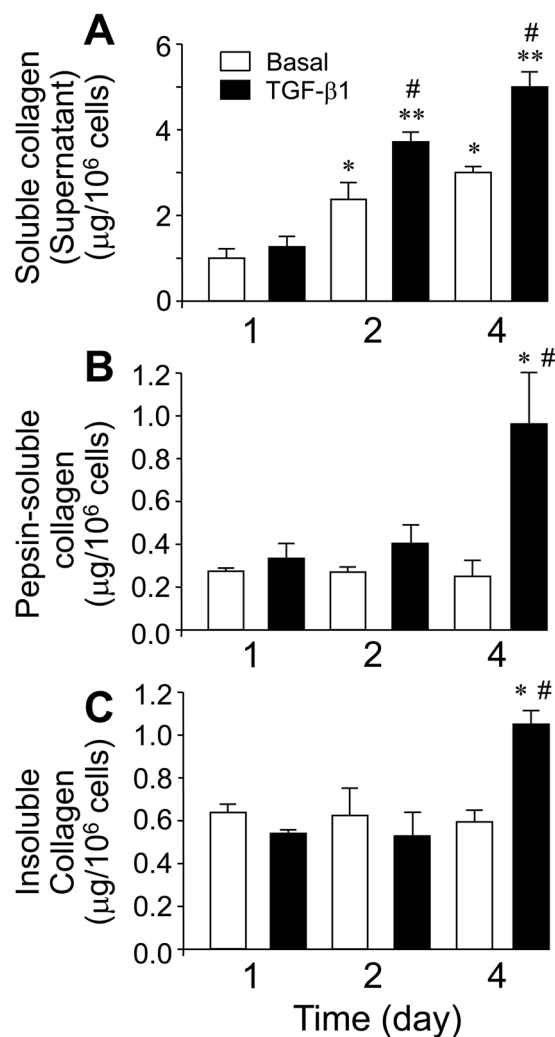 A
Soluble collagen
(Supernatant)
(μg/10⁶ cells)
6
4
2
0
Basal
TGF-β1
*
#
**
*
#
**
1 2 4
B
Pepsin-soluble
collagen
(μg/10⁶ cells)
1.2
1.0
0.8
0.6
0.4
0.2
0.0
* #
1 2 4
C
Insoluble
Collagen
(μg/10⁶ cells)
1.2
1.0
0.8
0.6
0.4
0.2
0.0
* #
1 2 4
Time (day)